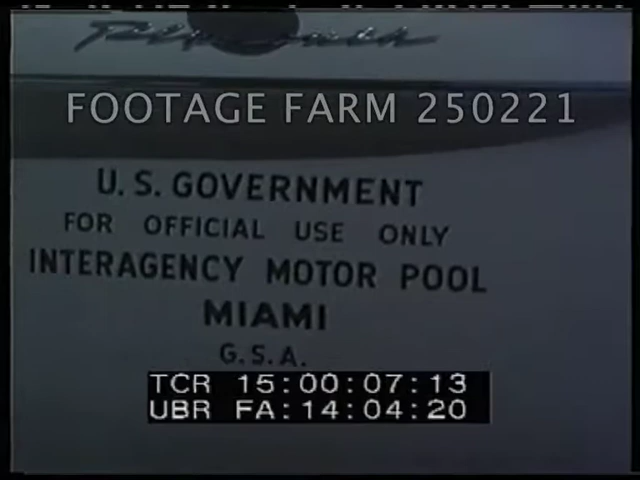 Plymouth
FOOTAGE FARM 250221
U. S. GOVERNMENT
FOR OFFICIAL USE ONLY
INTERAGENCY MOTOR POOL
MIAMI
G. S. A.
TCR 15:00:07:13
UBR FA:14:04:20